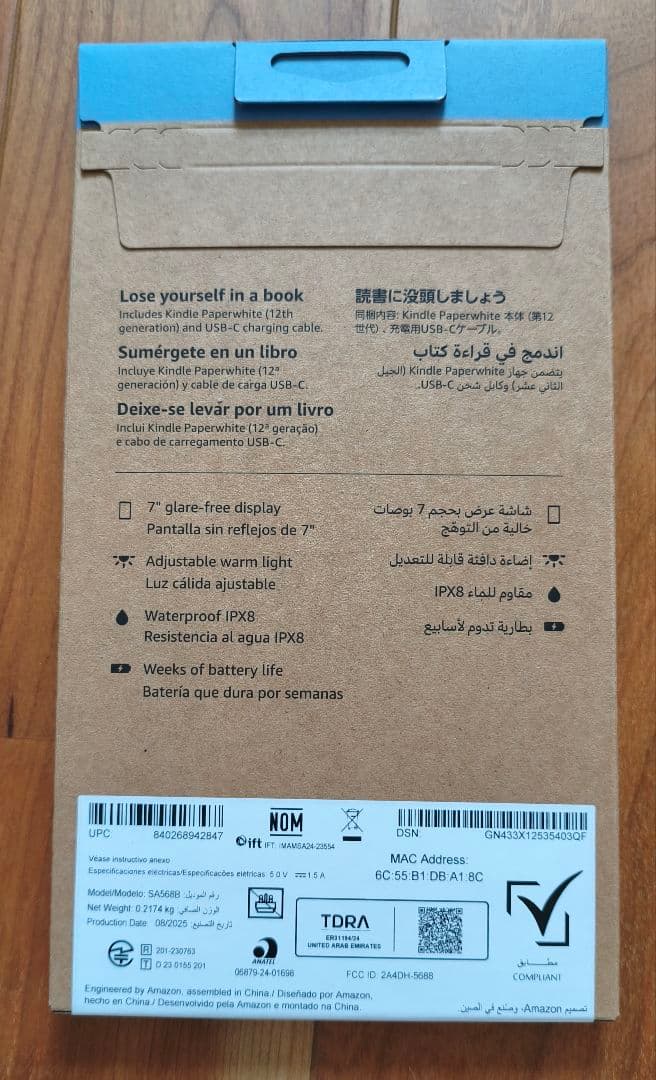 Lose yourself in a book
Includes Kindle Paperwhite (12th
generation) and USB-C charging cable.
Sumérgete en un libro
Incluye Kindle Paperwhite (12ª
generación) y cable de carga USB-C.
Deixe-se levar por um livro
Inclui Kindle Paperwhite (12ª geração)
e cabo de carregamento USB-C.
読書に没頭しましょう
同梱内容: Kindle Paperwhite 本体 (第12
世代) 、充電用USB-Cケーブル。
اندمج في قراءة كتاب
يتضمن جهاز Kindle Paperwhite (الجيل
الثاني عشر) وكابل شحن USB-C.
7" glare-free display
Pantalla sin reflejos de 7"
Adjustable warm light
Luz cálida ajustable
Waterproof IPX8
Resistencia al agua IPX8
Weeks of battery life
Batería que dura por semanas
شاشة عرض بحجم 7 بوصات
خالية من التوهّج
إضاءة دافئة قابلة للتعديل
مقاوم للماء IPX8
بطارية تدوم لأسابيع
UPC 840268942847
NOM
ift IFT: IMAMSA24-23554
DSN: GN433X12535403QF
Véase instructivo anexo
Especificaciones eléctricas/Especificacões elétricas: 5.0 V 1.5 A
MAC Address:
6C:55:B1:DB:A1:8C
Model/Modelo: SA568B رقم الموديل:
Net Weight: 0.2174 kg الوزن الصافي:
Production Date: 08/2025 تاريخ التصنيع:
R 201-230763
T D 23 0155 201
ANATEL
05879-24-01698
TDRA
ER31184/24
UNITED ARAB EMIRATES
FCC ID: 2A4DH-5688
مطابق
COMPLIANT
Engineered by Amazon, assembled in China./ Diseñado por Amazon,
hecho en China./ Desenvolvido pela Amazon e montado na China.
تصميم Amazon، وصُنع في الصين.